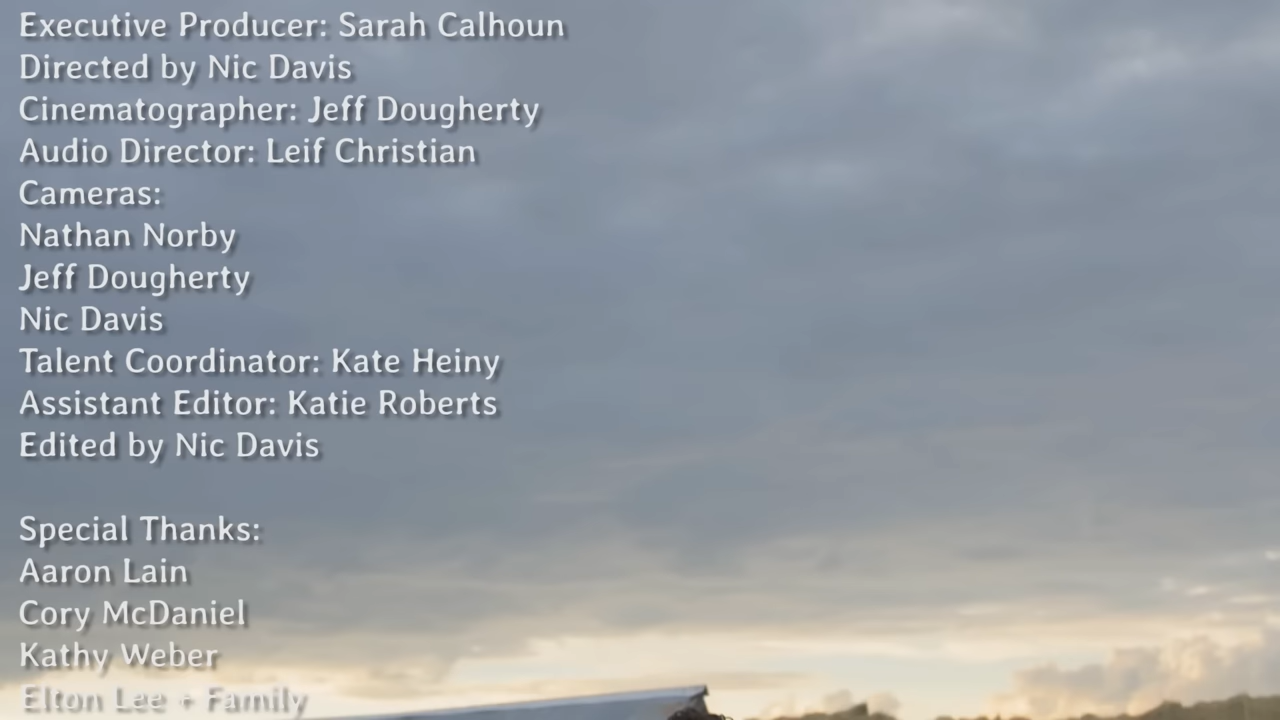 Executive Producer: Sarah Calhoun
Directed by Nic Davis
Cinematographer: Jeff Dougherty
Audio Director: Leif Christian
Cameras:
Nathan Norby
Jeff Dougherty
Nic Davis
Talent Coordinator: Kate Heiny
Assistant Editor: Katie Roberts
Edited by Nic Davis
Special Thanks:
Aaron Lain
Cory McDaniel
Kathy Weber
Elton Lee + Family